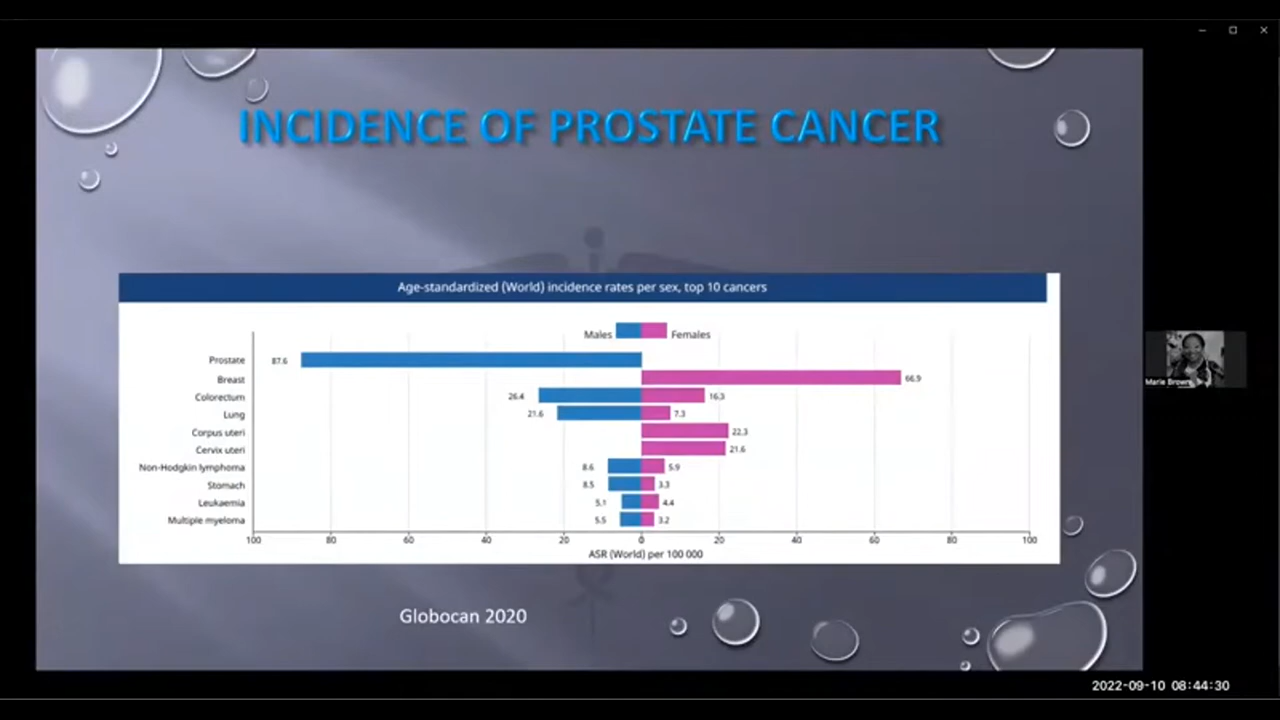 INCIDENCE OF PROSTATE CANCER
Age-standardized (World) incidence rates per sex, top 10 cancers
Males Females
Prostate 87.6
Breast 66.9
Colorectum 26.4 16.3
Lung 21.6 7.3
Corpus uteri 22.3
Cervix uteri 21.6
Non-Hodgkin lymphoma 8.6 5.9
Stomach 8.5 3.3
Leukaemia 5.1 4.4
Multiple myeloma 5.5 3.2
100 80 60 40 20 0 20 40 60 80 100
ASR (World) per 100 000
Globocan 2020
Marie Brown
2022-09-10 08:44:30